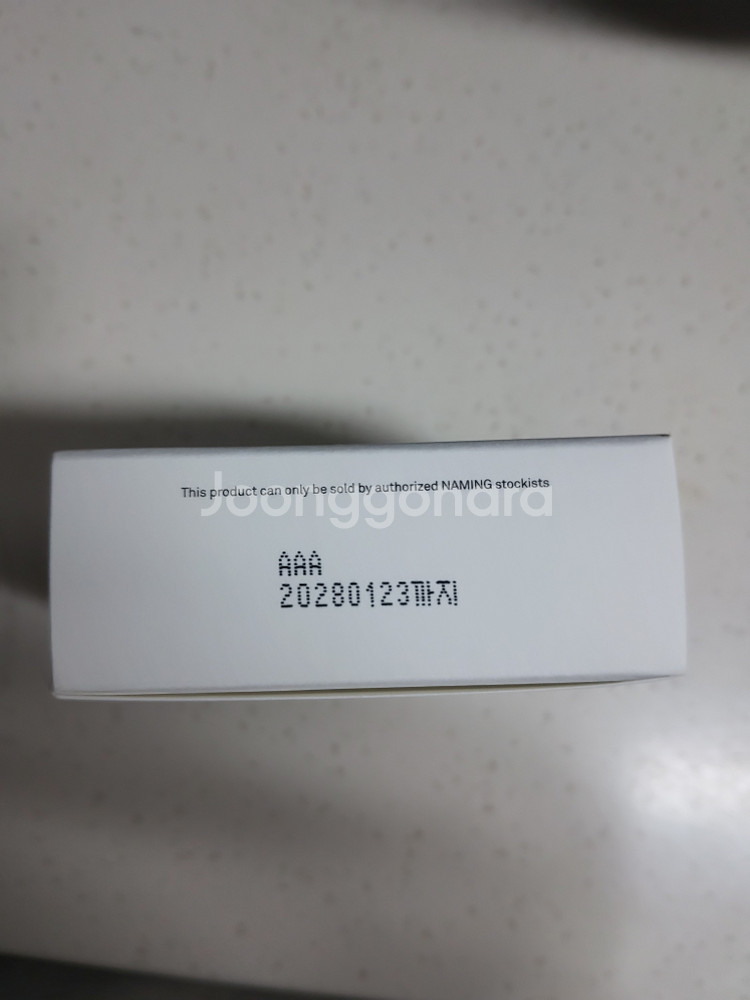 This product can only be sold by authorized NAMING stockists
Joonggonara
AAA
20280123까지